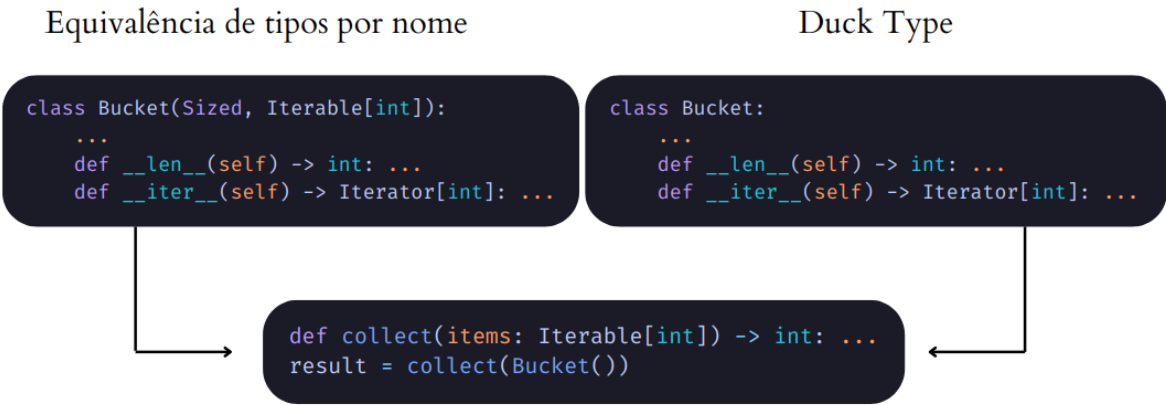 Equivalência de tipos por nome
class Bucket(Sized, Iterable[int]):
    ...
    def __len__(self) -> int: ...
    def __iter__(self) -> Iterator[int]: ...
Duck Type
class Bucket:
    ...
    def __len__(self) -> int: ...
    def __iter__(self) -> Iterator[int]: ...
def collect(items: Iterable[int]) -> int: ...
result = collect(Bucket())